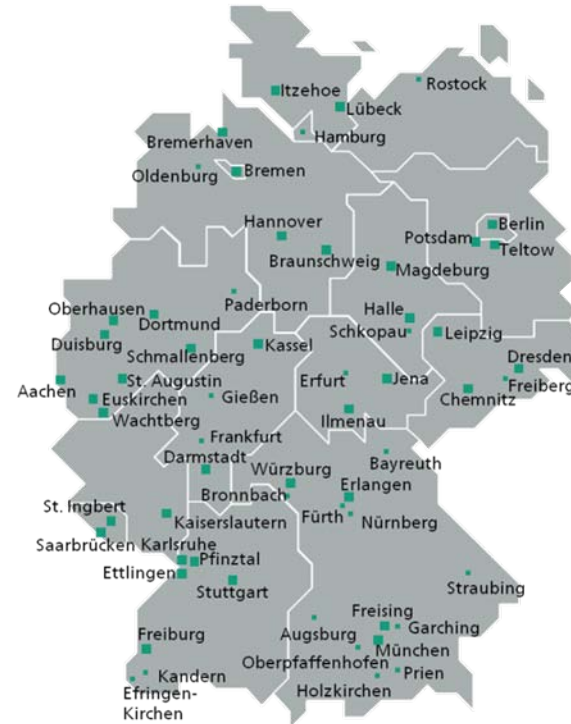 Itzehoe
Rostock
Lübeck
Hamburg
Bremerhaven
Oldenburg
Bremen
Hannover
Berlin
Potsdam
Teltow
Braunschweig
Magdeburg
Paderborn
Oberhausen
Dortmund
Halle
Schkopau
Leipzig
Duisburg
Schmallenberg
Kassel
Dresden
Aachen
St. Augustin
Erfurt
Jena
Freiberg
Chemnitz
Euskirchen
Gießen
Wachtberg
Ilmenau
Frankfurt
Darmstadt
Bayreuth
Würzburg
Bronnbach
Erlangen
Fürth
Nürnberg
St. Ingbert
Kaiserslautern
Saarbrücken
Karlsruhe
Pfinztal
Ettlingen
Stuttgart
Straubing
Freising
Augsburg
Garching
Freiburg
München
Oberpfaffenhofen
Kandern
Prien
Holzkirchen
Efringen-
Kirchen